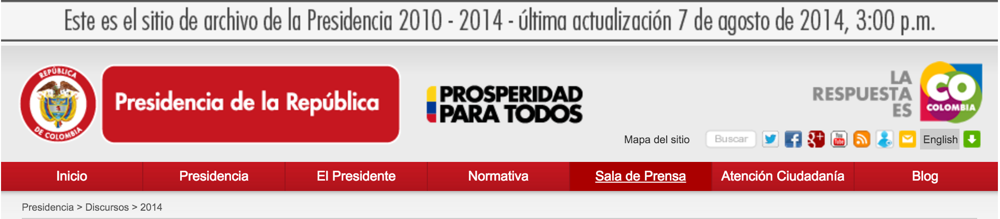 Este es el sitio de archivo de la Presidencia 2010 - 2014 - última actualización 7 de agosto de 2014, 3:00 p.m.
REPÚBLICA
DE COLOMBIA
Presidencia de la República
PROSPERIDAD
PARA TODOS
LA
RESPUESTA
ES
CO
COLOMBIA
Mapa del sitio
Buscar
g+
You
Tube
English
Inicio
Presidencia
El Presidente
Normativa
Sala de Prensa
Atención Ciudadanía
Blog
Presidencia > Discursos > 2014